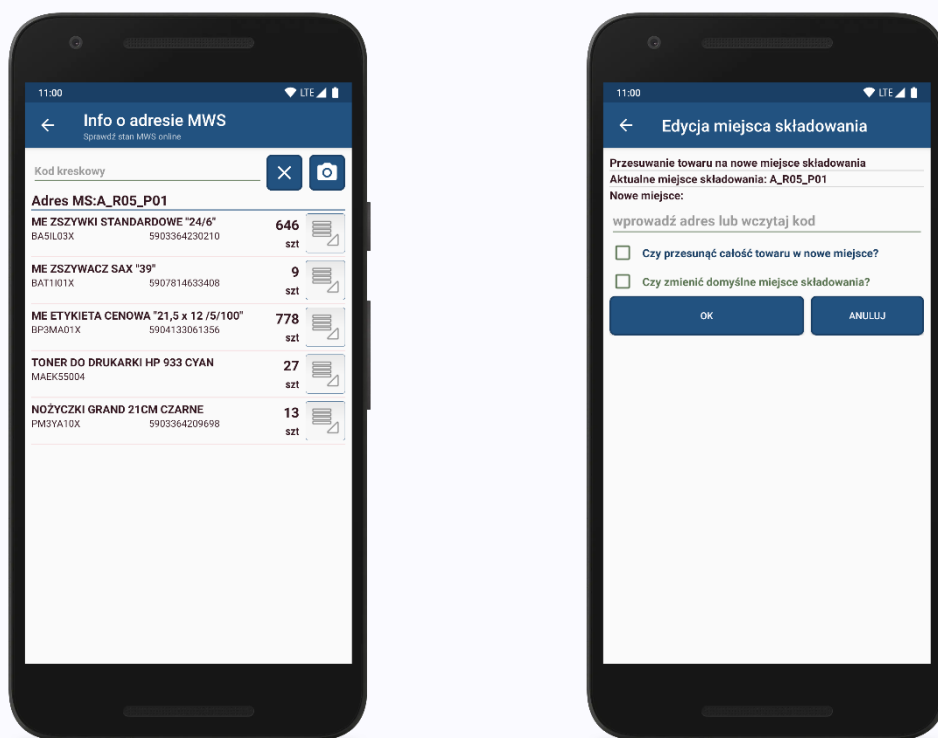 11:00 LTE
Info o adresie MWS
Sprawdź stan MWS online
Kod kreskowy
Adres MS:A_R05_P01
ME ZSZYWKI STANDARDOWE "24/6" 646
BA5IL03X 5903364230210 szt
ME ZSZYWACZ SAX "39" 9
BAT1I01X 5907814633408 szt
ME ETYKIETA CENOWA "21,5 x 12 /5/100" 778
BP3MA01X 5904133061356 szt
TONER DO DRUKARKI HP 933 CYAN 27
MAEK55004 szt
NOŻYCZKI GRAND 21CM CZARNE 13
PM3YA10X 5903364209698 szt
11:00 LTE
Edycja miejsca składowania
Przesuwanie towaru na nowe miejsce składowania
Aktualne miejsce składowania: A_R05_P01
Nowe miejsce:
wprowadź adres lub wczytaj kod
Czy przesunąć całość towaru w nowe miejsce?
Czy zmienić domyślne miejsce składowania?
OK ANULUJ